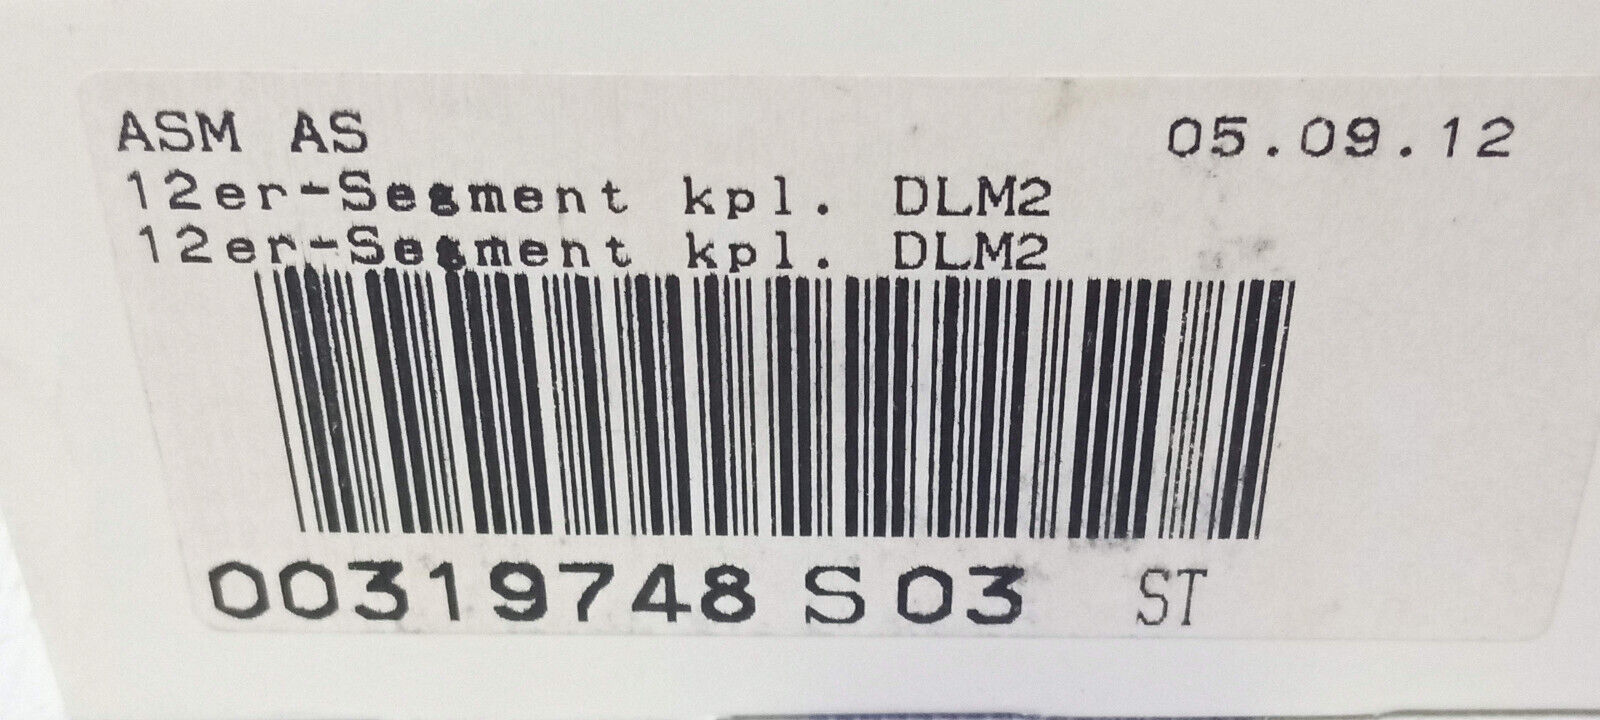 ASM AS 05.09.12
12er-Segment kpl. DLM2
12er-Segment kpl. DLM2
00319748 S 03 ST